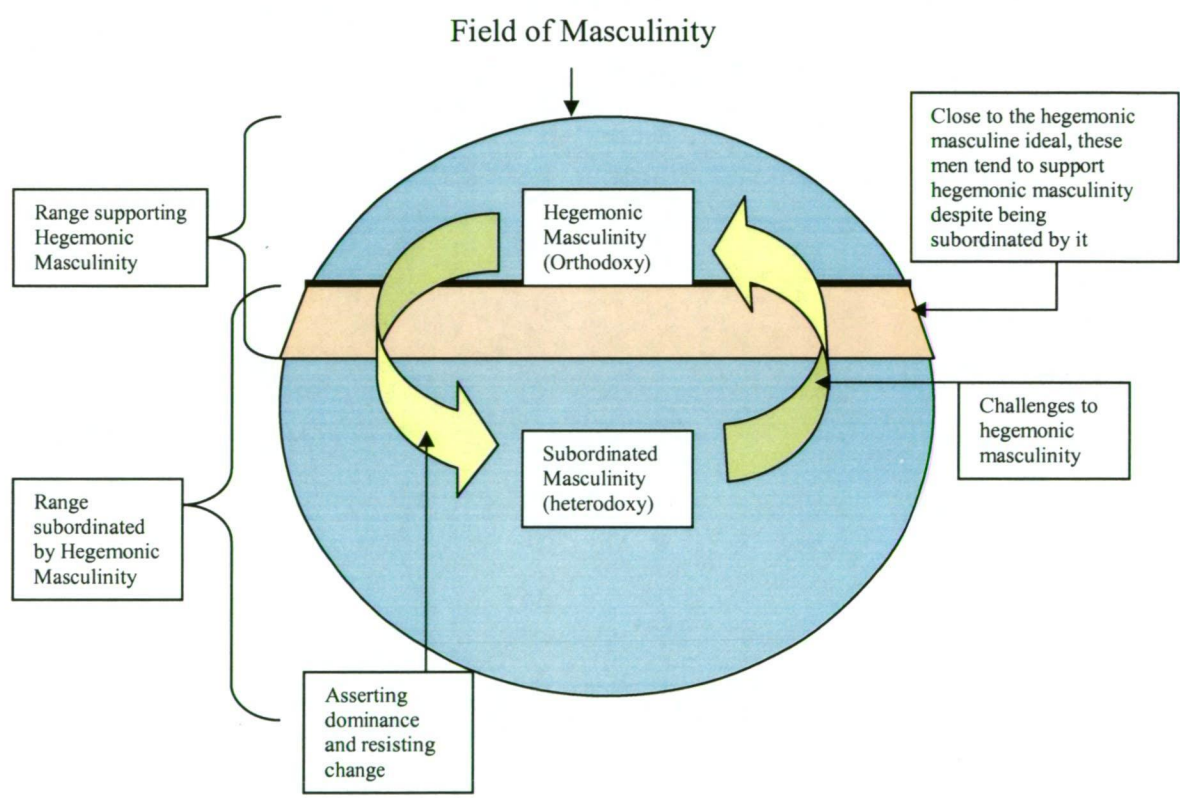 Field of Masculinity
Close to the hegemonic
masculine ideal, these
men tend to support
hegemonic masculinity
despite being
subordinated by it
Range supporting
Hegemonic
Masculinity
Hegemonic
Masculinity
(Orthodoxy)
Challenges to
hegemonic
masculinity
Subordinated
Masculinity
(heterodoxy)
Range
subordinated
by Hegemonic
Masculinity
Asserting
dominance
and resisting
change